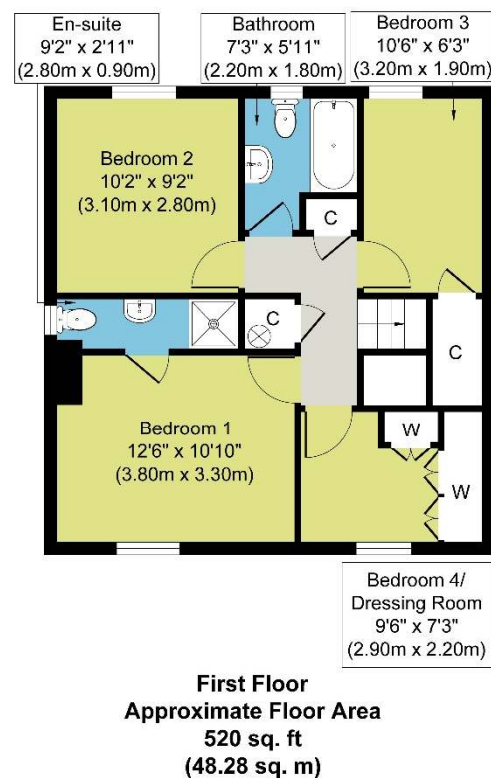 En-suite
9'2" x 2'11"
(2.80m x 0.90m)
Bathroom
7'3" x 5'11"
(2.20m x 1.80m)
Bedroom 3
10'6" x 6'3"
(3.20m x 1.90m)
Bedroom 2
10'2" x 9'2"
(3.10m x 2.80m)
C
C
C
Bedroom 1
12'6" x 10'10"
(3.80m x 3.30m)
W
W
Bedroom 4/
Dressing Room
9'6" x 7'3"
(2.90m x 2.20m)
First Floor
Approximate Floor Area
520 sq. ft
(48.28 sq. m)